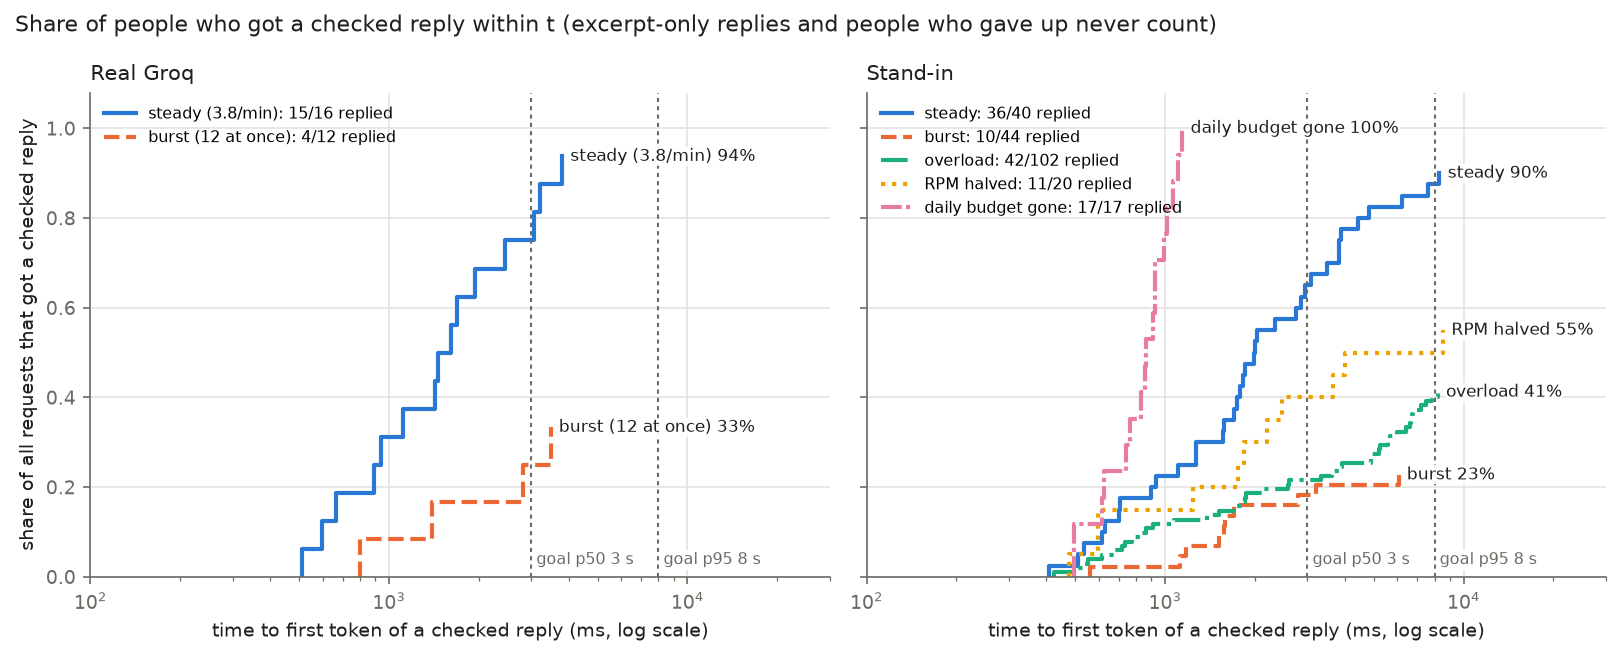 Share of people who got a checked reply within t (excerpt-only replies and people who gave up never count)
Real Groq
steady (3.8/min): 15/16 replied
burst (12 at once): 4/12 replied
steady (3.8/min) 94%
burst (12 at once) 33%
goal p50 3 s
goal p95 8 s
share of all requests that got a checked reply
1.0
0.8
0.6
0.4
0.2
0.0
10²
10³
10⁴
time to first token of a checked reply (ms, log scale)
Stand-in
steady: 36/40 replied
burst: 10/44 replied
overload: 42/102 replied
RPM halved: 11/20 replied
daily budget gone: 17/17 replied
daily budget gone 100%
steady 90%
RPM halved 55%
overload 41%
burst 23%
goal p50 3 s
goal p95 8 s
10²
10³
10⁴
time to first token of a checked reply (ms, log scale)